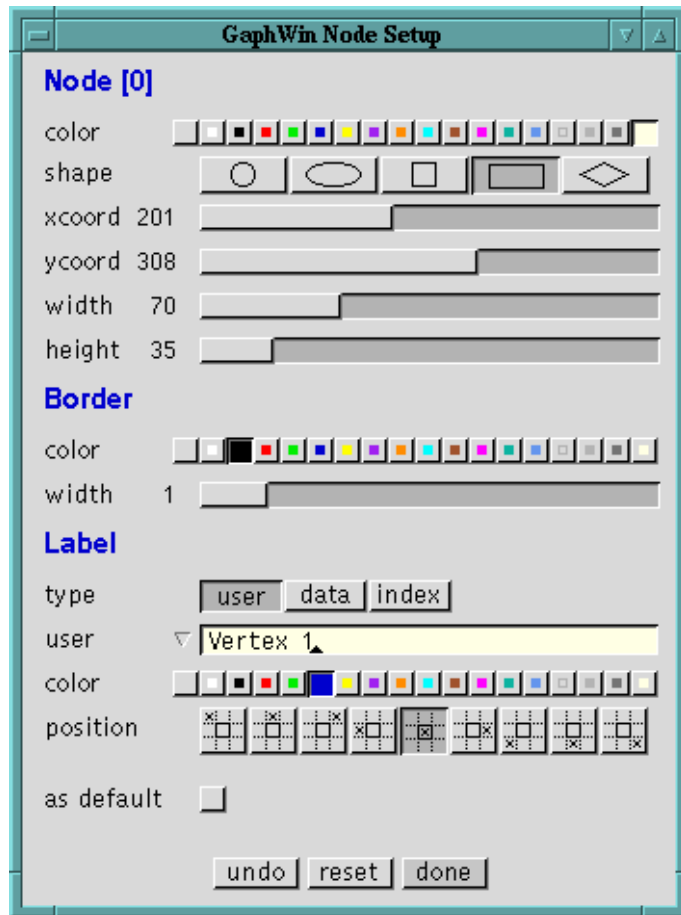 GaphWin Node Setup
Node [0]
color
shape
xcoord 201
ycoord 308
width 70
height 35
Border
color
width 1
Label
type user data index
user Vertex 1
color
position
as default
undo reset done